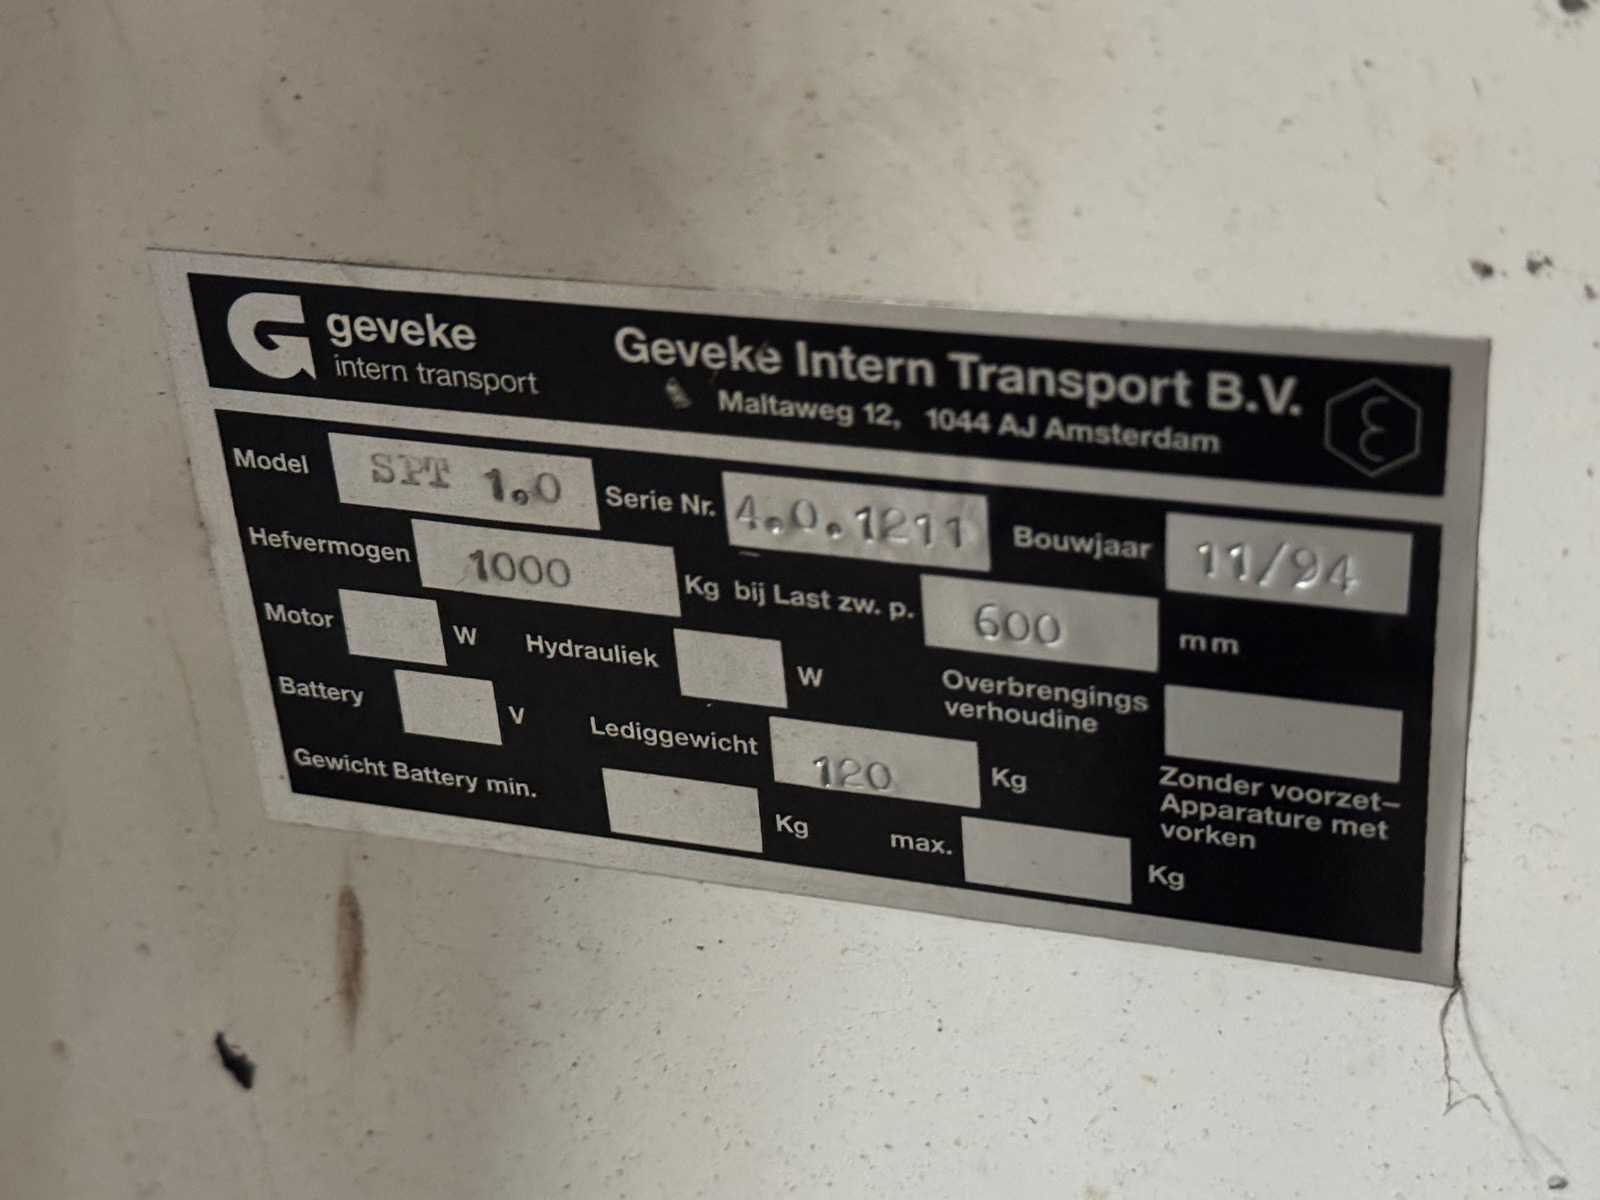 geveke
intern transport
Geveke Intern Transport B.V.
Maltaweg 12, 1044 AJ Amsterdam
Model SPT 1.0 Serie Nr. 4.0.1211 Bouwjaar 11/94
Hefvermogen 1000 Kg bij Last zw. p. 600 mm
Motor W Hydrauliek W Overbrengings
verhoudine
Battery V Lediggewicht 120 Kg Zonder voorzet-
Apparature met
vorken
Gewicht Battery min. Kg max. Kg